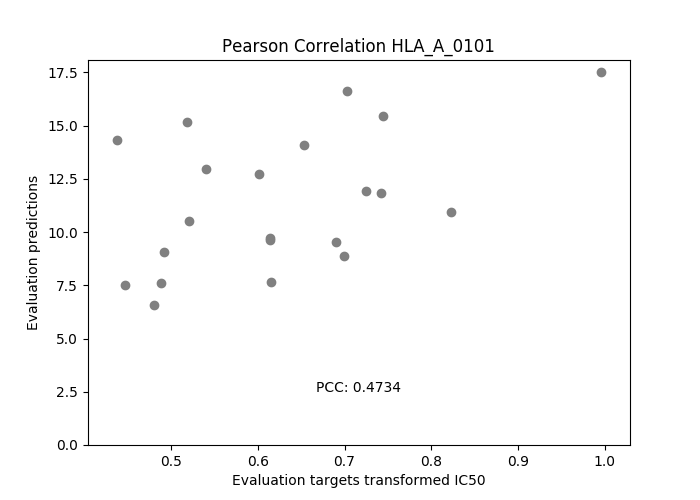 Pearson Correlation HLA_A_0101
17.5
15.0
12.5
10.0
7.5
5.0
2.5
0.0
Evaluation predictions
PCC: 0.4734
0.5 0.6 0.7 0.8 0.9 1.0
Evaluation targets transformed IC50